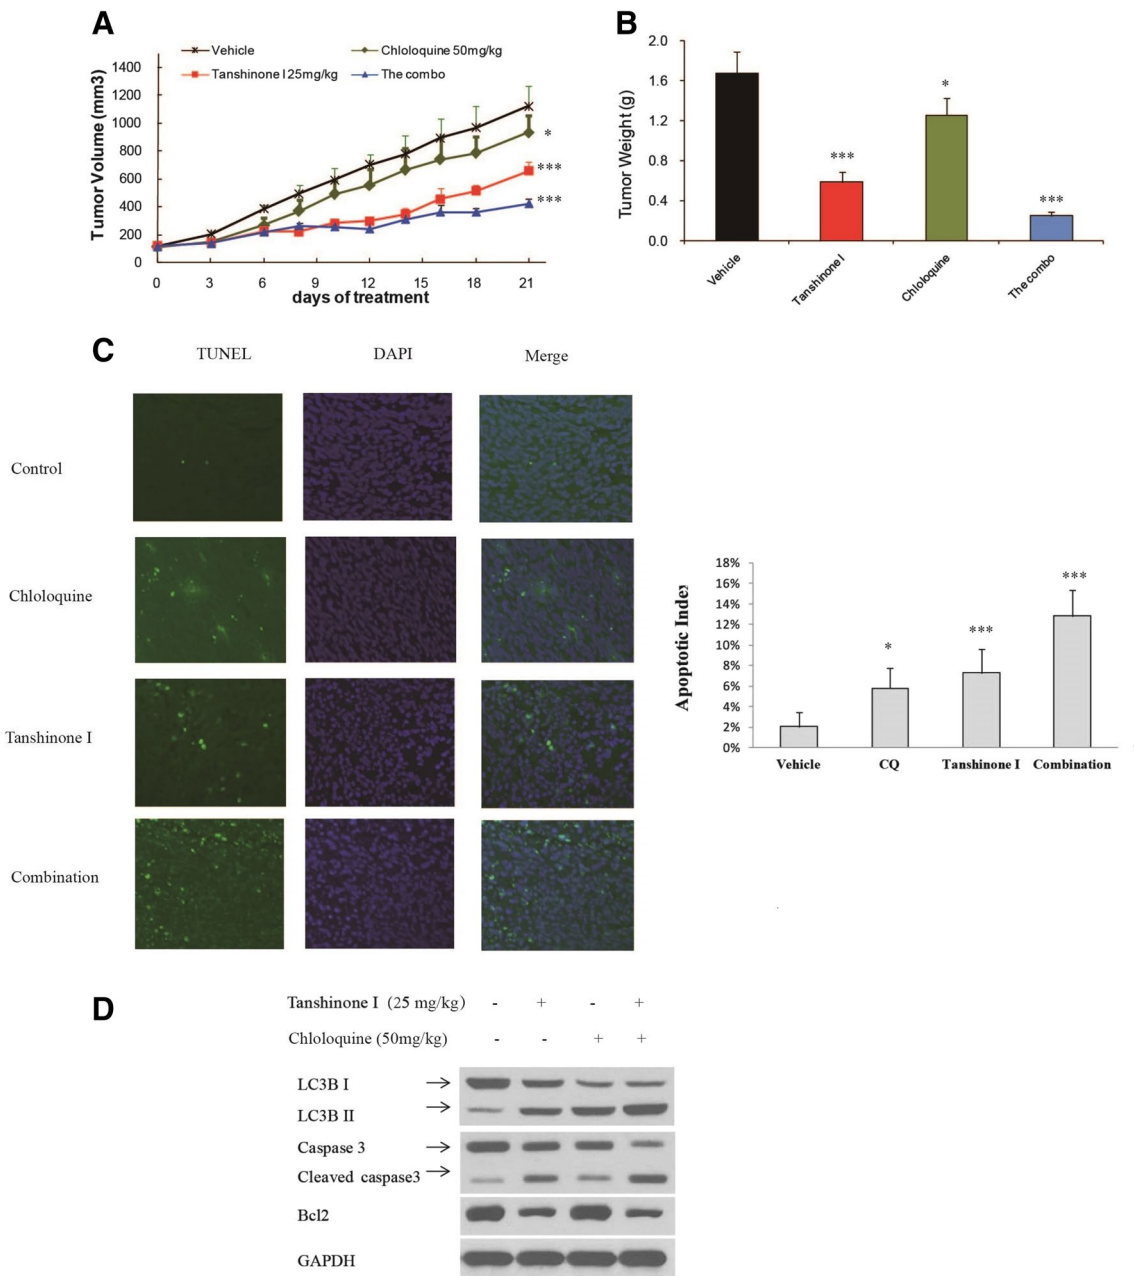 A
Vehicle
Chloloquine 50mg/kg
Tanshinone I 25mg/kg
The combo
Tumor Volume (mm3)
1400
1200
1000
800
600
400
200
0
*
***
***
0 3 6 9 12 15 18 21
days of treatment
B
Tumor Weight (g)
2.0
1.6
1.2
0.8
0.4
0.0
***
*
***
Vehicle
Tanshinone I
Chloloquine
The combo
C
TUNEL DAPI Merge
Control
Chloloquine
Tanshinone I
Combination
Apoptotic Index
18%
16%
14%
12%
10%
8%
6%
4%
2%
0%
*
***
***
Vehicle CQ Tanshinone I Combination
D
Tanshinone I (25 mg/kg) - + - +
Chloloquine (50mg/kg) - - + +
LC3B I
LC3B II
Caspase 3
Cleaved caspase3
Bcl2
GAPDH